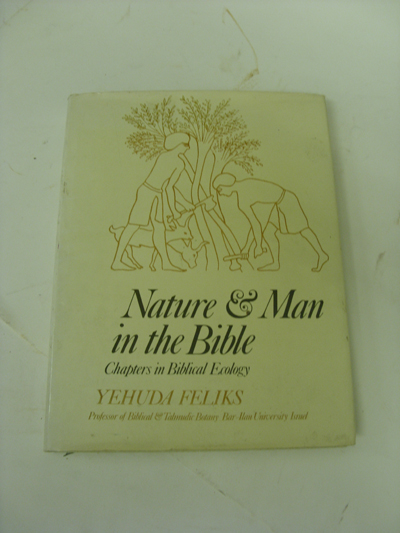 Nature & Man
in the Bible
Chapters in Biblical Ecology
YEHUDA FELIKS
Professor of Biblical & Talmudic Botany Bar-Ilan University Israel